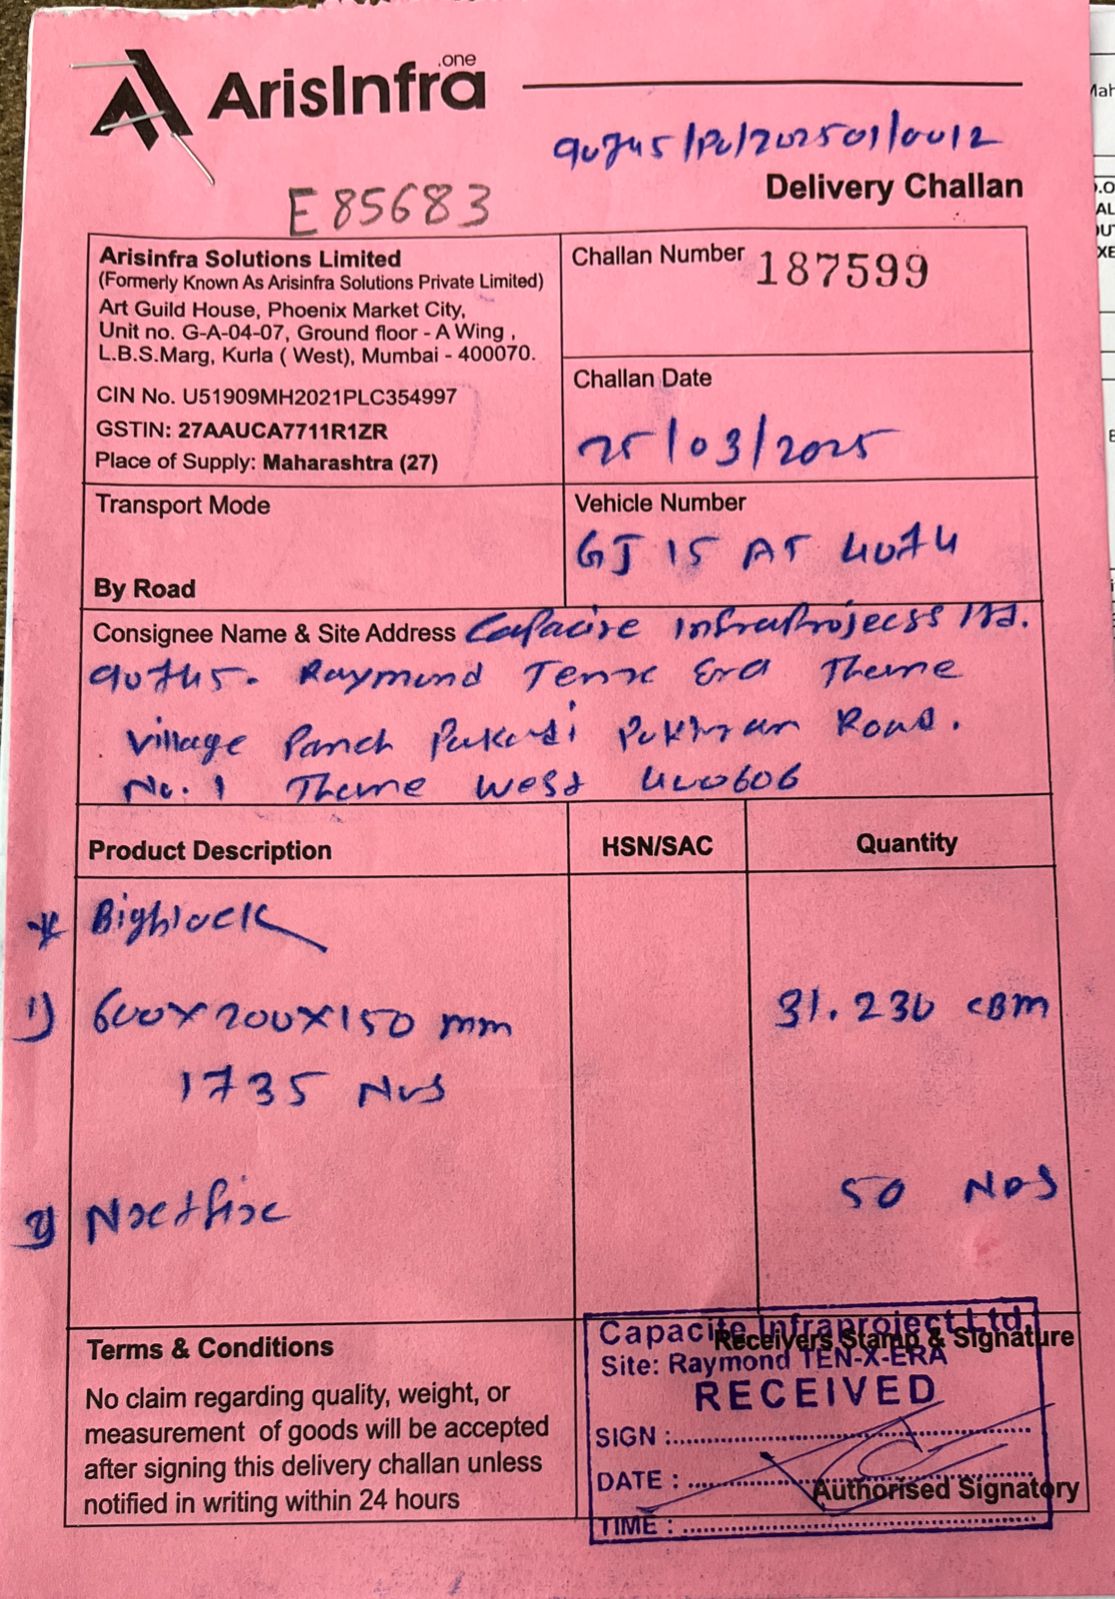 ArisInfra.one
90745/PO/202501/0012
Delivery Challan
E85683
Arisinfra Solutions Limited
(Formerly Known As Arisinfra Solutions Private Limited)
Art Guild House, Phoenix Market City,
Unit no. G-A-04-07, Ground floor - A Wing ,
L.B.S.Marg, Kurla ( West), Mumbai - 400070.
CIN No. U51909MH2021PLC354997
GSTIN: 27AAUCA7711R1ZR
Place of Supply: Maharashtra (27)
Challan Number 187599
Challan Date
25/03/2025
Transport Mode
By Road
Vehicle Number
GJ 15 AT 4074
Consignee Name & Site Address Capacite Infraprojects ltd.
90745. Raymond Tenx Era Thane
Village Panch Pakhadi Pokhran Road.
No. 1 Thane West 400606
Product Description HSN/SAC Quantity
* Bigblock
1) 600X200X150 mm 31.230 CBM
1735 Nos
2) Nxtfix 50 Nos
Terms & Conditions
No claim regarding quality, weight, or
measurement of goods will be accepted
after signing this delivery challan unless
notified in writing within 24 hours
Receivers Stamp & Signature
Capacite Infraproject Ltd.
Site: Raymond TEN-X-ERA
RECEIVED
SIGN :
DATE :
TIME :
Authorised Signatory